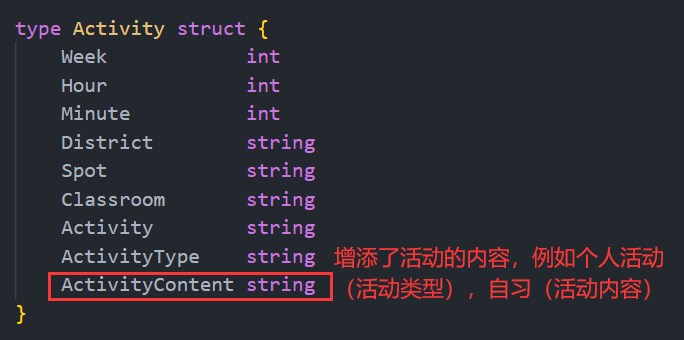 type Activity struct {
Week int
Hour int
Minute int
District string
Spot string
Classroom string
Activity string
ActivityType string 增添了活动的内容，例如个人活动
ActivityContent string （活动类型），自习（活动内容）
}